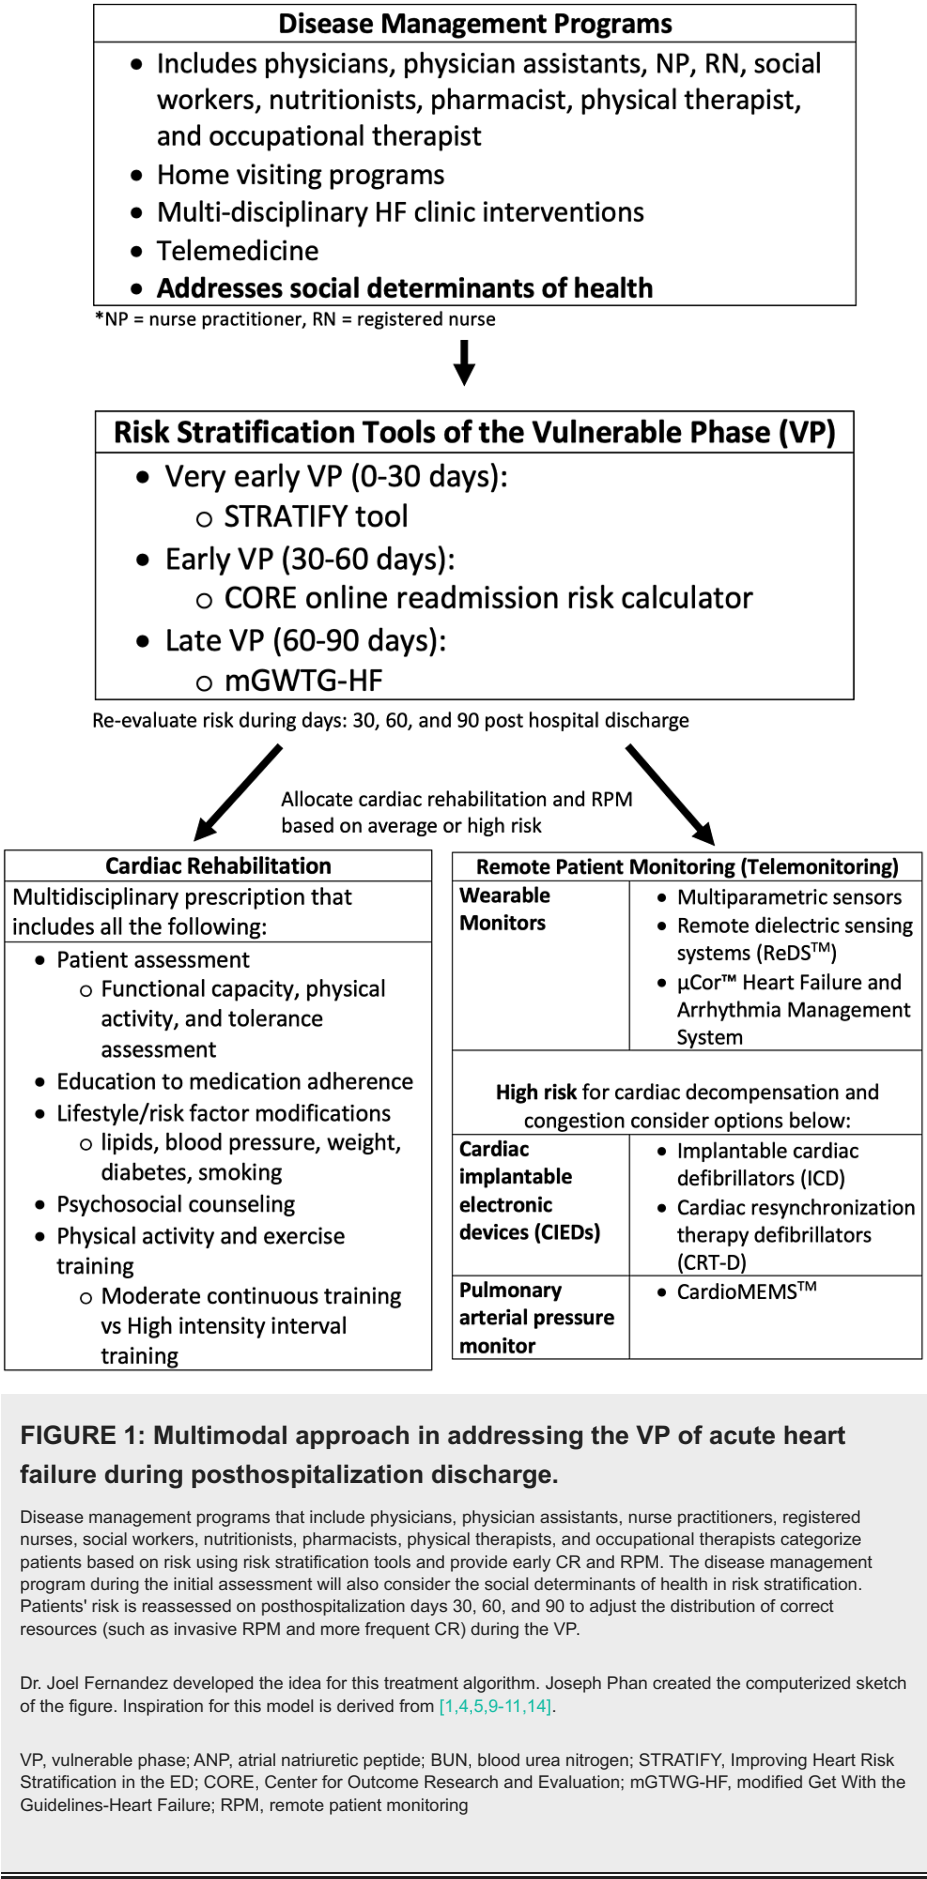 Disease Management Programs
• Includes physicians, physician assistants, NP, RN, social
workers, nutritionists, pharmacist, physical therapist,
and occupational therapist
• Home visiting programs
• Multi-disciplinary HF clinic interventions
• Telemedicine
• Addresses social determinants of health
*NP = nurse practitioner, RN = registered nurse
Risk Stratification Tools of the Vulnerable Phase (VP)
• Very early VP (0-30 days):
o STRATIFY tool
• Early VP (30-60 days):
o CORE online readmission risk calculator
• Late VP (60-90 days):
o mGWTG-HF
Re-evaluate risk during days: 30, 60, and 90 post hospital discharge
Allocate cardiac rehabilitation and RPM
based on average or high risk
Cardiac Rehabilitation
Multidisciplinary prescription that
includes all the following:
• Patient assessment
o Functional capacity, physical
activity, and tolerance
assessment
• Education to medication adherence
• Lifestyle/risk factor modifications
o lipids, blood pressure, weight,
diabetes, smoking
• Psychosocial counseling
• Physical activity and exercise
training
o Moderate continuous training
vs High intensity interval
training
Remote Patient Monitoring (Telemonitoring)
Wearable
Monitors
• Multiparametric sensors
• Remote dielectric sensing
systems (ReDS™)
• µCor™ Heart Failure and
Arrhythmia Management
System
High risk for cardiac decompensation and
congestion consider options below:
Cardiac
implantable
electronic
devices (CIEDs)
• Implantable cardiac
defibrillators (ICD)
• Cardiac resynchronization
therapy defibrillators
(CRT-D)
Pulmonary
arterial pressure
monitor
• CardioMEMS™
FIGURE 1: Multimodal approach in addressing the VP of acute heart
failure during posthospitalization discharge.
Disease management programs that include physicians, physician assistants, nurse practitioners, registered
nurses, social workers, nutritionists, pharmacists, physical therapists, and occupational therapists categorize
patients based on risk using risk stratification tools and provide early CR and RPM. The disease management
program during the initial assessment will also consider the social determinants of health in risk stratification.
Patients' risk is reassessed on posthospitalization days 30, 60, and 90 to adjust the distribution of correct
resources (such as invasive RPM and more frequent CR) during the VP.
Dr. Joel Fernandez developed the idea for this treatment algorithm. Joseph Phan created the computerized sketch
of the figure. Inspiration for this model is derived from [1,4,5,9-11,14].
VP, vulnerable phase; ANP, atrial natriuretic peptide; BUN, blood urea nitrogen; STRATIFY, Improving Heart Risk
Stratification in the ED; CORE, Center for Outcome Research and Evaluation; mGTWG-HF, modified Get With the
Guidelines-Heart Failure; RPM, remote patient monitoring